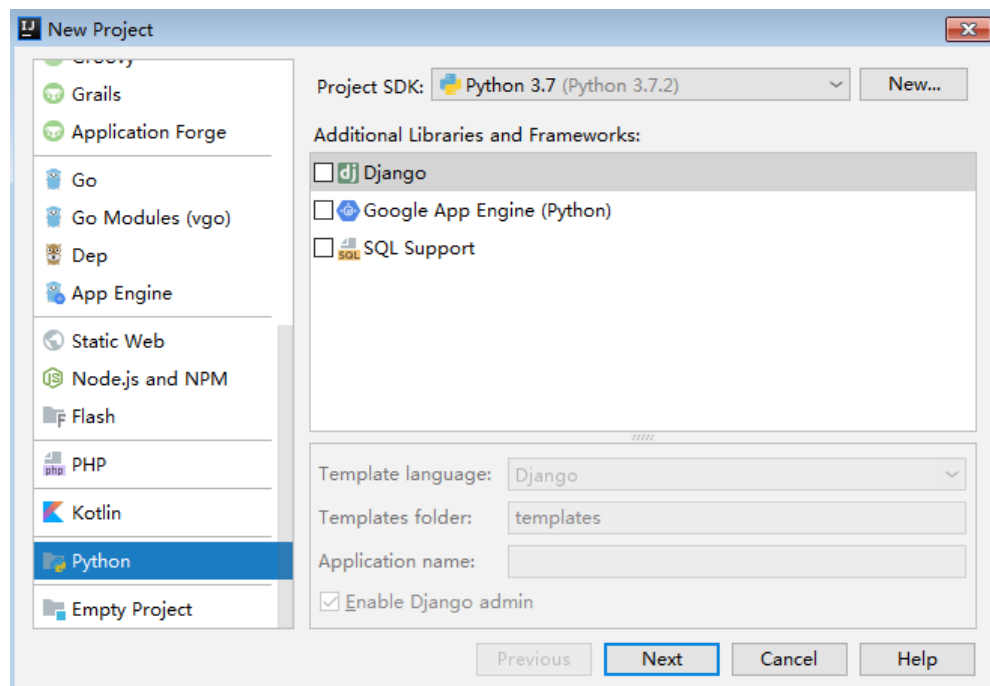 New Project
Groovy
Grails
Application Forge
Go
Go Modules (vgo)
Dep
App Engine
Static Web
Node.js and NPM
Flash
PHP
Kotlin
Python
Empty Project
Project SDK: Python 3.7 (Python 3.7.2) New...
Additional Libraries and Frameworks:
dj Django
Google App Engine (Python)
SQL SQL Support
Template language: Django
Templates folder: templates
Application name:
Enable Django admin
Previous Next Cancel Help